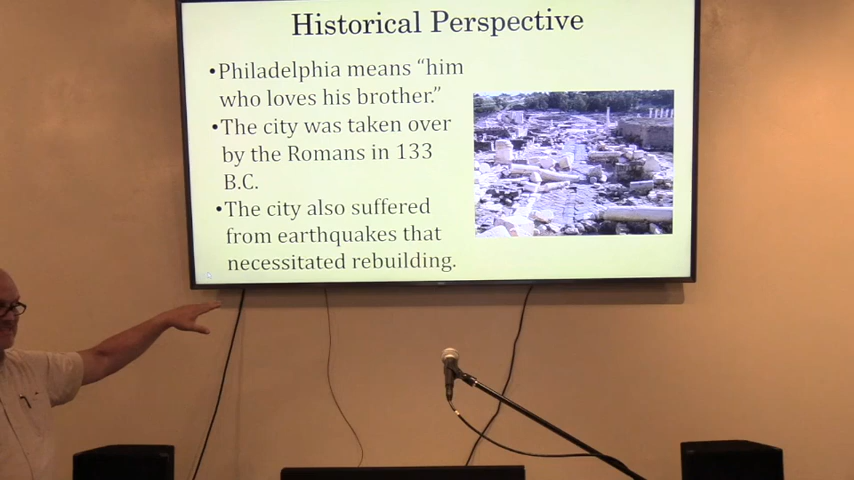 Historical Perspective
•Philadelphia means “him
who loves his brother.”
•The city was taken over
by the Romans in 133
B.C.
•The city also suffered
from earthquakes that
necessitated rebuilding.